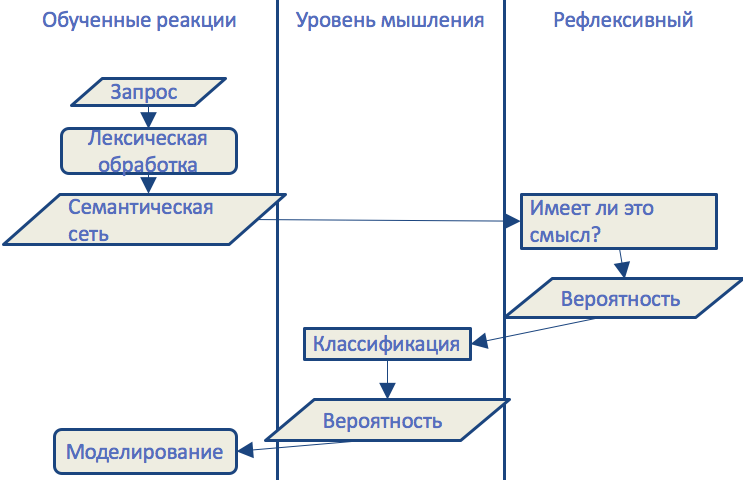 Обученные реакции
Уровень мышления
Рефлексивный
Запрос
Лексическая
обработка
Семантическая
сеть
Имеет ли это
смысл?
Вероятность
Классификация
Вероятность
Моделирование